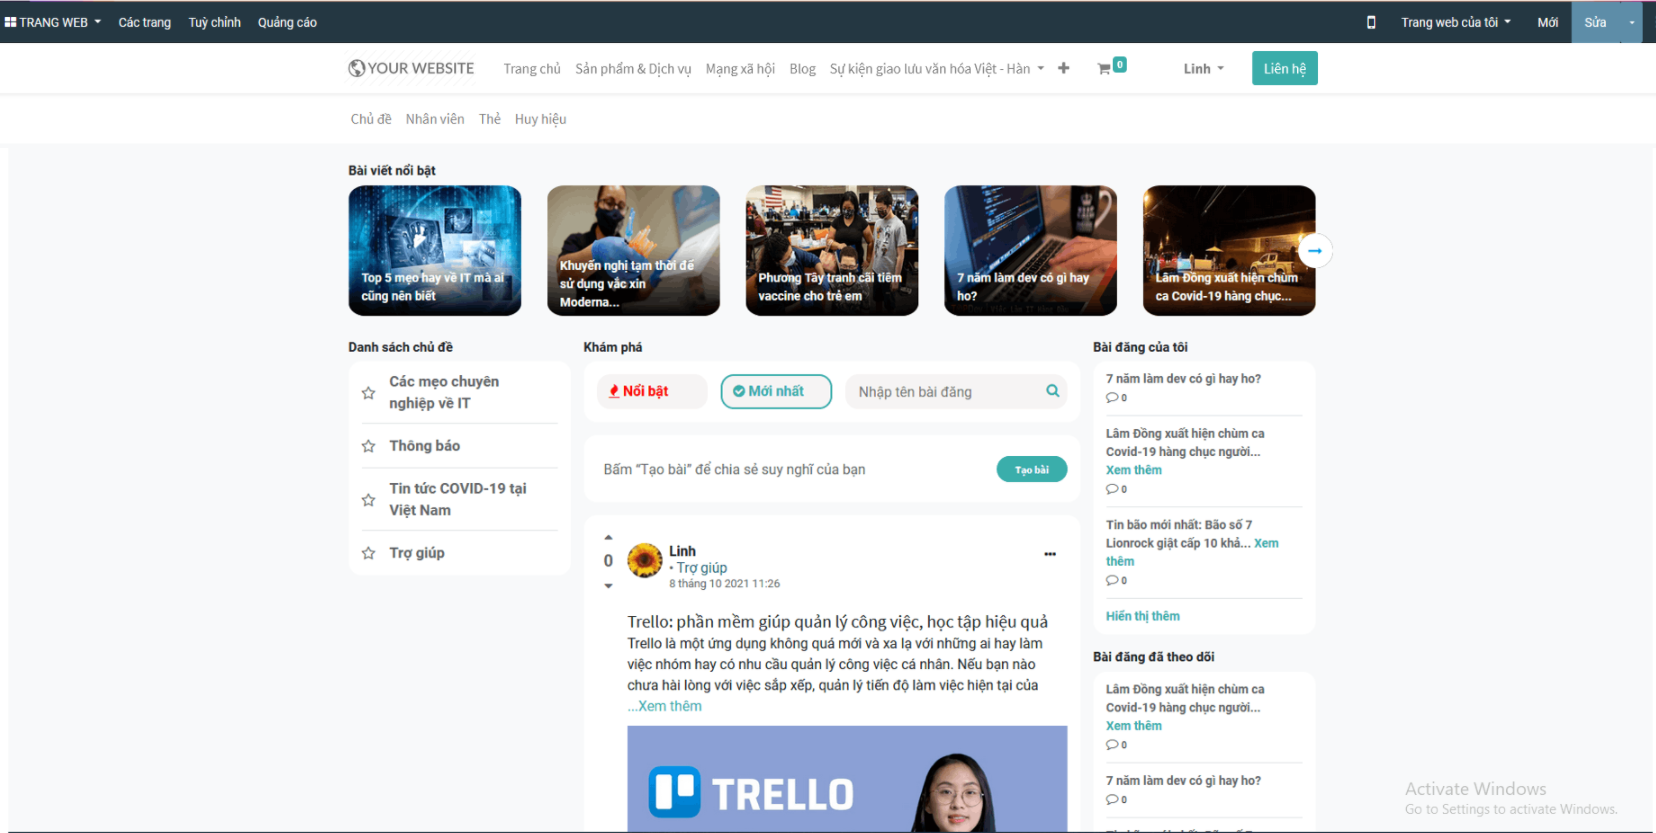 TRANG WEB Các trang Tuỳ chỉnh Quảng cáo Trang web của tôi Mới Sửa
YOUR WEBSITE Trang chủ Sản phẩm & Dịch vụ Mạng xã hội Blog Sự kiện giao lưu văn hóa Việt - Hàn 0 Linh Liên hệ
Chủ đề Nhân viên Thẻ Huy hiệu
Bài viết nổi bật
Top 5 mẹo hay về IT mà ai
cũng nên biết
Khuyến nghị tạm thời để
sử dụng vắc xin
Moderna...
Phương Tây tranh cãi tiêm
vaccine cho trẻ em
7 năm làm dev có gì hay
ho?
Lâm Đồng xuất hiện chùm
ca Covid-19 hàng chục...
Danh sách chủ đề
Các mẹo chuyên
nghiệp về IT
Thông báo
Tin tức COVID-19 tại
Việt Nam
Trợ giúp
Khám phá
Nổi bật Mới nhất Nhập tên bài đăng
Bấm “Tạo bài” để chia sẻ suy nghĩ của bạn Tạo bài
0
Linh
• Trợ giúp
8 tháng 10 2021 11:26
Trello: phần mềm giúp quản lý công việc, học tập hiệu quả
Trello là một ứng dụng không quá mới và xa lạ với những ai hay làm
việc nhóm hay có nhu cầu quản lý công việc cá nhân. Nếu bạn nào
chưa hài lòng với việc sắp xếp, quản lý tiến độ làm việc hiện tại của
...Xem thêm
TRELLO
Bài đăng của tôi
7 năm làm dev có gì hay ho?
0
Lâm Đồng xuất hiện chùm ca
Covid-19 hàng chục người...
Xem thêm
0
Tin bão mới nhất: Bão số 7
Lionrock giật cấp 10 khả... Xem
thêm
0
Hiển thị thêm
Bài đăng đã theo dõi
Lâm Đồng xuất hiện chùm ca
Covid-19 hàng chục người...
Xem thêm
0
7 năm làm dev có gì hay ho?
0
Activate Windows
Go to Settings to activate Windows.